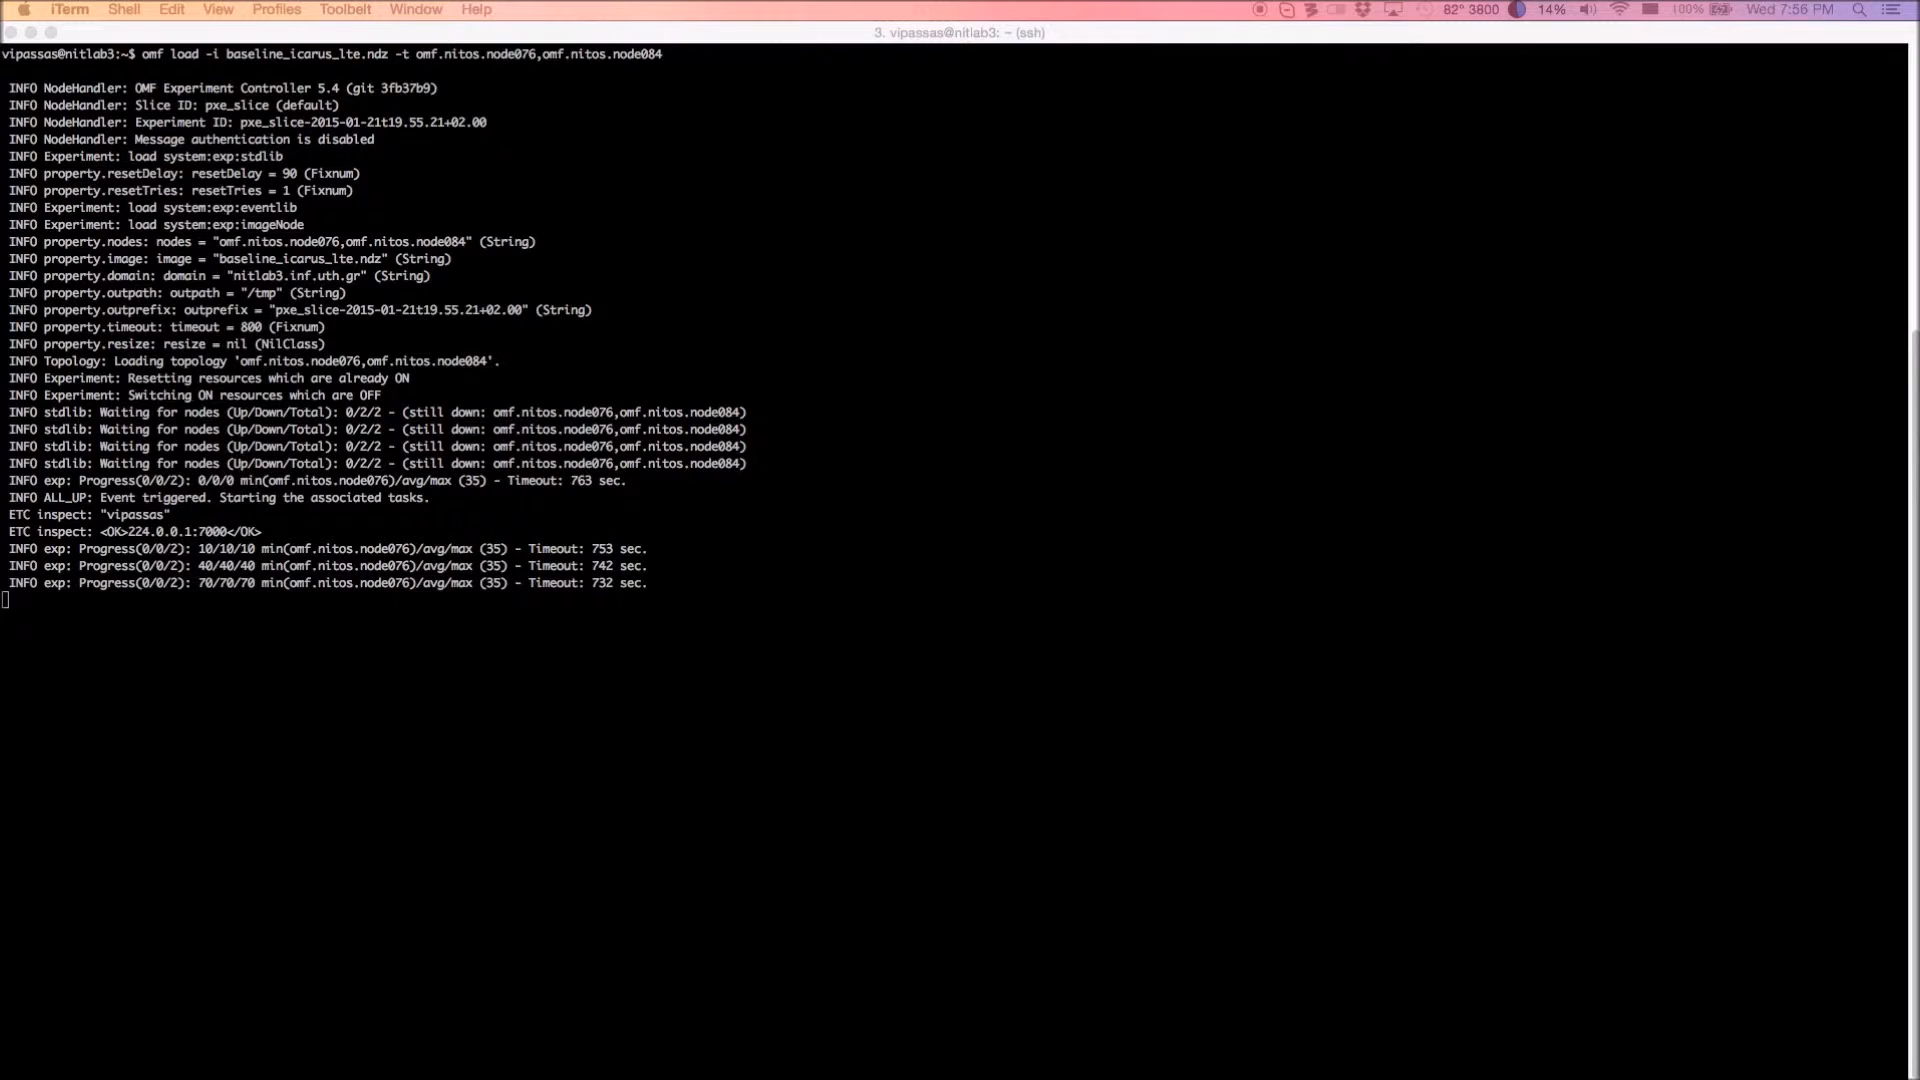 iTerm Shell Edit View Profiles Toolbelt Window Help 82° 3800 14% 100% Wed 7:56 PM
3. vipassas@nitlab3: ~ (ssh)
vipassas@nitlab3:~$ omf load -i baseline_icarus_lte.ndz -t omf.nitos.node076,omf.nitos.node084
INFO NodeHandler: OMF Experiment Controller 5.4 (git 3fb37b9)
INFO NodeHandler: Slice ID: pxe_slice (default)
INFO NodeHandler: Experiment ID: pxe_slice-2015-01-21t19.55.21+02.00
INFO NodeHandler: Message authentication is disabled
INFO Experiment: load system:exp:stdlib
INFO property.resetDelay: resetDelay = 90 (Fixnum)
INFO property.resetTries: resetTries = 1 (Fixnum)
INFO Experiment: load system:exp:eventlib
INFO Experiment: load system:exp:imageNode
INFO property.nodes: nodes = "omf.nitos.node076,omf.nitos.node084" (String)
INFO property.image: image = "baseline_icarus_lte.ndz" (String)
INFO property.domain: domain = "nitlab3.inf.uth.gr" (String)
INFO property.outpath: outpath = "/tmp" (String)
INFO property.outprefix: outprefix = "pxe_slice-2015-01-21t19.55.21+02.00" (String)
INFO property.timeout: timeout = 800 (Fixnum)
INFO property.resize: resize = nil (NilClass)
INFO Topology: Loading topology 'omf.nitos.node076,omf.nitos.node084'.
INFO Experiment: Resetting resources which are already ON
INFO Experiment: Switching ON resources which are OFF
INFO stdlib: Waiting for nodes (Up/Down/Total): 0/2/2 - (still down: omf.nitos.node076,omf.nitos.node084)
INFO stdlib: Waiting for nodes (Up/Down/Total): 0/2/2 - (still down: omf.nitos.node076,omf.nitos.node084)
INFO stdlib: Waiting for nodes (Up/Down/Total): 0/2/2 - (still down: omf.nitos.node076,omf.nitos.node084)
INFO stdlib: Waiting for nodes (Up/Down/Total): 0/2/2 - (still down: omf.nitos.node076,omf.nitos.node084)
INFO exp: Progress(0/0/2): 0/0/0 min(omf.nitos.node076)/avg/max (35) - Timeout: 763 sec.
INFO ALL_UP: Event triggered. Starting the associated tasks.
ETC inspect: "vipassas"
ETC inspect: <OK>224.0.0.1:7000</OK>
INFO exp: Progress(0/0/2): 10/10/10 min(omf.nitos.node076)/avg/max (35) - Timeout: 753 sec.
INFO exp: Progress(0/0/2): 40/40/40 min(omf.nitos.node076)/avg/max (35) - Timeout: 742 sec.
INFO exp: Progress(0/0/2): 70/70/70 min(omf.nitos.node076)/avg/max (35) - Timeout: 732 sec.